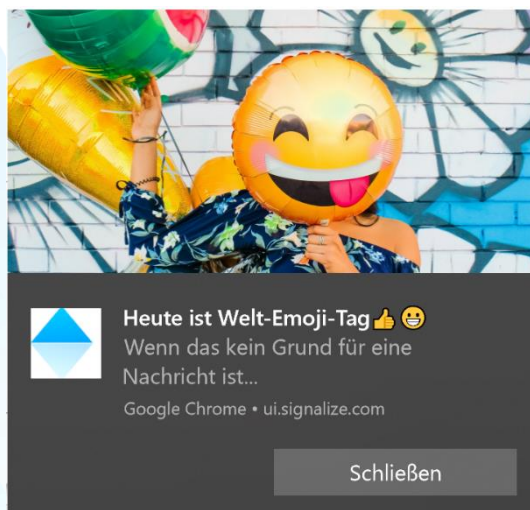 Heute ist Welt-Emoji-Tag👍😀
Wenn das kein Grund für eine
Nachricht ist...
Google Chrome • ui.signalize.com
Schließen